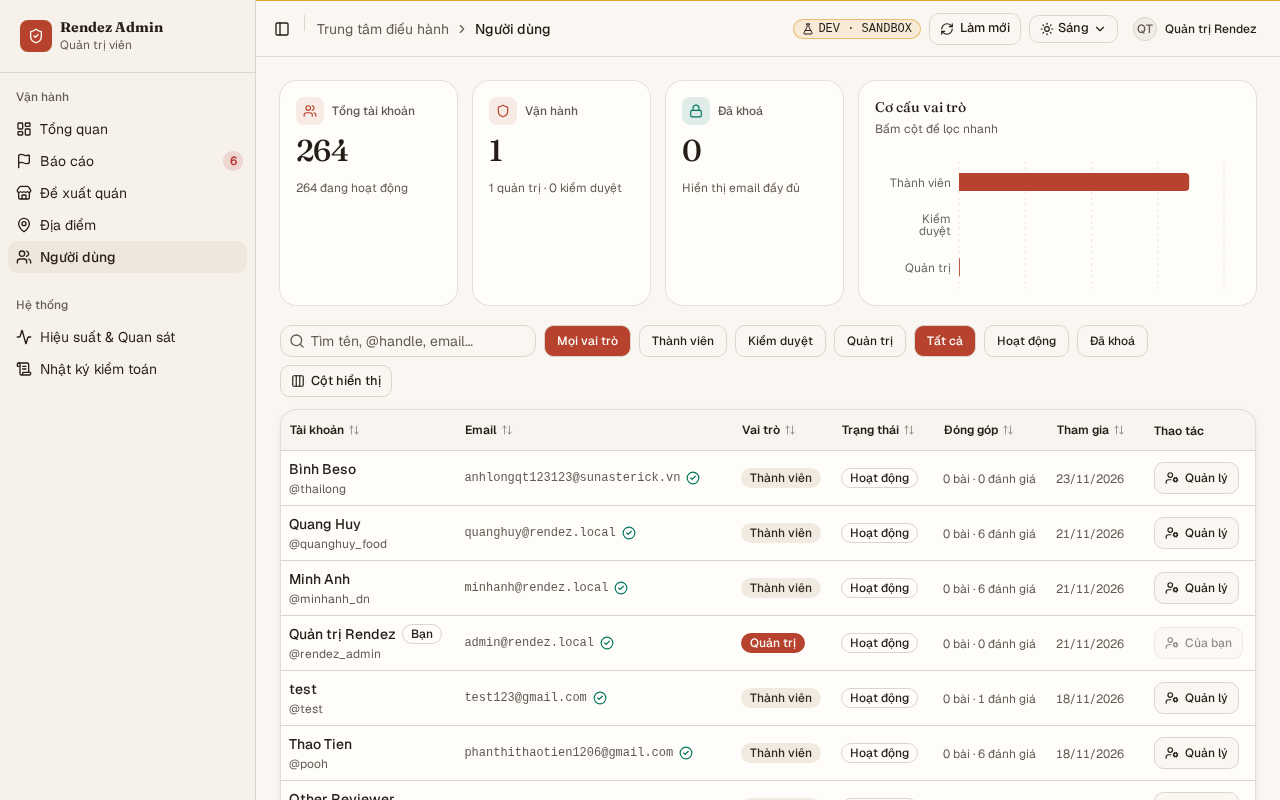 Rendez Admin
Quản trị viên
Vận hành
Tổng quan
Báo cáo 6
Đề xuất quán
Địa điểm
Người dùng
Hệ thống
Hiệu suất & Quan sát
Nhật ký kiểm toán
Trung tâm điều hành > Người dùng
DEV · SANDBOX
Làm mới
Sáng
QT Quản trị Rendez
Tổng tài khoản
264
264 đang hoạt động
Vận hành
1
1 quản trị · 0 kiểm duyệt
Đã khoá
0
Hiển thị email đầy đủ
Cơ cấu vai trò
Bấm cột để lọc nhanh
Thành viên
Kiểm
duyệt
Quản trị
Tìm tên, @handle, email…
Mọi vai trò
Thành viên
Kiểm duyệt
Quản trị
Tất cả
Hoạt động
Đã khoá
Cột hiển thị
Tài khoản Email Vai trò Trạng thái Đóng góp Tham gia Thao tác
Bình Beso
@thailong
anhlongqt123123@sunasterick.vn Thành viên Hoạt động 0 bài · 0 đánh giá 23/11/2026 Quản lý
Quang Huy
@quanghuy_food
quanghuy@rendez.local Thành viên Hoạt động 0 bài · 6 đánh giá 21/11/2026 Quản lý
Minh Anh
@minhanh_dn
minhanh@rendez.local Thành viên Hoạt động 0 bài · 6 đánh giá 21/11/2026 Quản lý
Quản trị Rendez Bạn
@rendez_admin
admin@rendez.local Quản trị Hoạt động 0 bài · 0 đánh giá 21/11/2026 Của bạn
test
@test
test123@gmail.com Thành viên Hoạt động 0 bài · 1 đánh giá 18/11/2026 Quản lý
Thao Tien
@pooh
phanthithaotien1206@gmail.com Thành viên Hoạt động 0 bài · 6 đánh giá 18/11/2026 Quản lý
Other Reviewer